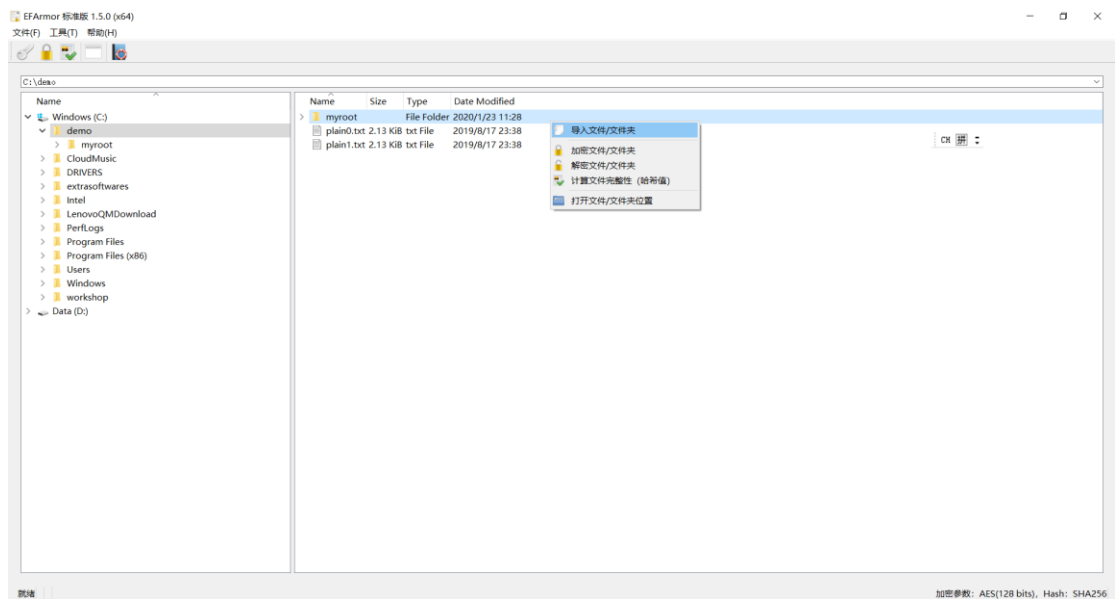 EFArmor 标准版 1.5.0 (x64)
文件(F) 工具(T) 帮助(H)
C:\demo
Name
Windows (C:)
demo
myroot
CloudMusic
DRIVERS
extrasoftwares
Intel
LenovoQMDownload
PerfLogs
Program Files
Program Files (x86)
Users
Windows
workshop
Data (D:)
Name Size Type Date Modified
myroot File Folder 2020/1/23 11:28
plain0.txt 2.13 KiB txt File 2019/8/17 23:38
plain1.txt 2.13 KiB txt File 2019/8/17 23:38
导入文件/文件夹
加密文件/文件夹
解密文件/文件夹
计算文件完整性（哈希值）
打开文件/文件夹位置
CH 拼
就绪
加密参数：AES(128 bits)，Hash：SHA256